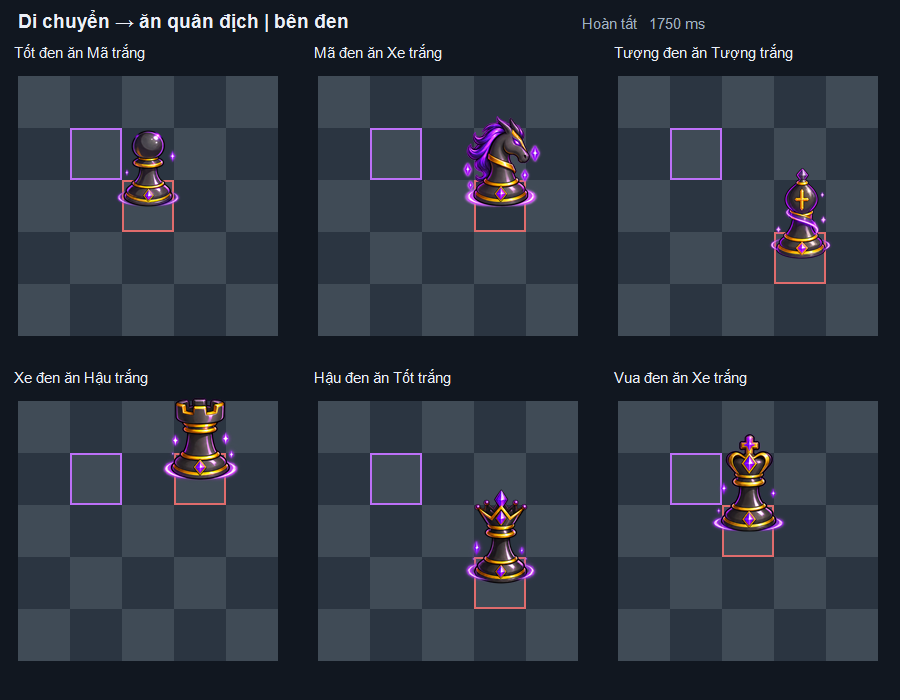 Di chuyển → ăn quân địch | bên đen
Hoàn tất 1750 ms
Tốt đen ăn Mã trắng
Mã đen ăn Xe trắng
Tượng đen ăn Tượng trắng
Xe đen ăn Hậu trắng
Hậu đen ăn Tốt trắng
Vua đen ăn Xe trắng